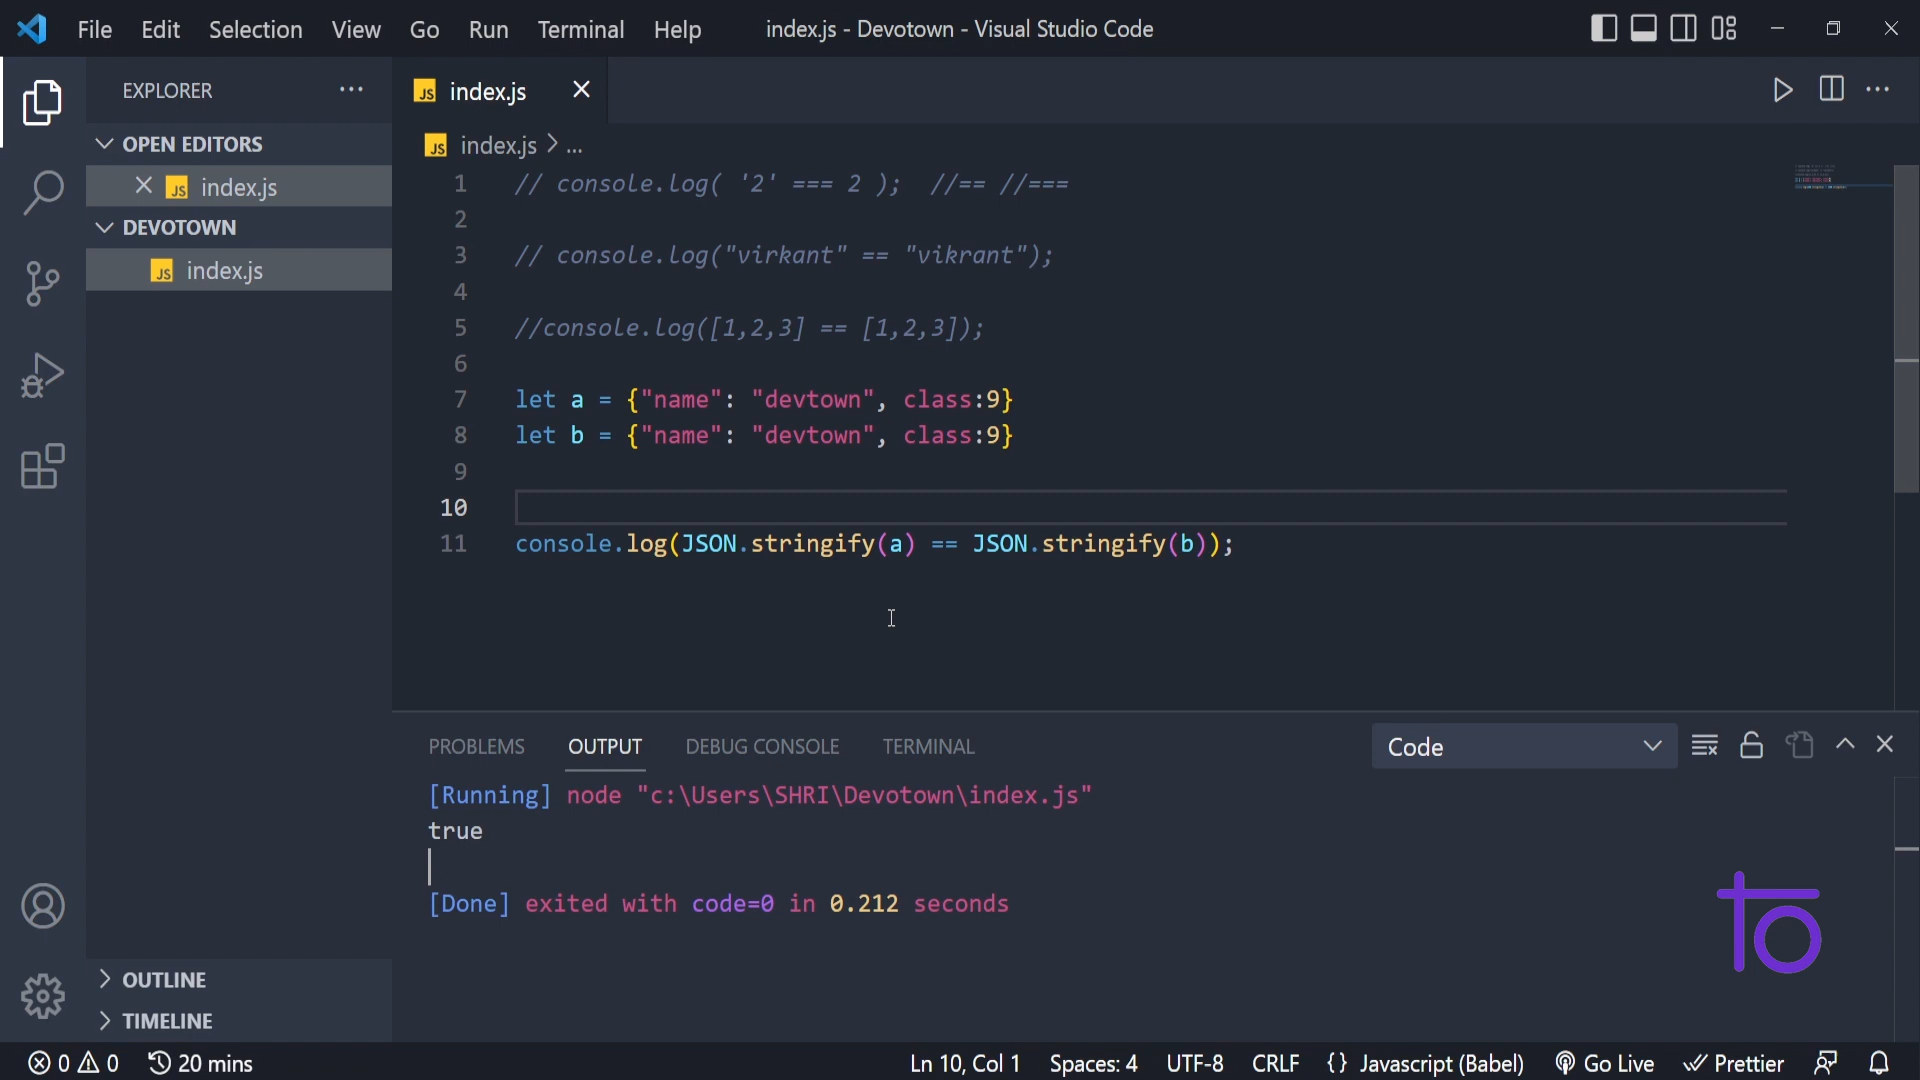 File Edit Selection View Go Run Terminal Help index.js - Devotown - Visual Studio Code
EXPLORER
OPEN EDITORS
index.js
DEVOTOWN
index.js
OUTLINE
TIMELINE
index.js
index.js > ...
1 // console.log( '2' === 2 );  //== //===
2
3 // console.log("virkant" == "vikrant");
4
5 //console.log([1,2,3] == [1,2,3]);
6
7 let a = {"name": "devtown", class:9}
8 let b = {"name": "devtown", class:9}
9
10
11 console.log(JSON.stringify(a) == JSON.stringify(b));
PROBLEMS OUTPUT DEBUG CONSOLE TERMINAL Code
[Running] node "c:\Users\SHRI\Devotown\index.js"
true
[Done] exited with code=0 in 0.212 seconds
0 0 20 mins Ln 10, Col 1 Spaces: 4 UTF-8 CRLF {} Javascript (Babel) Go Live Prettier